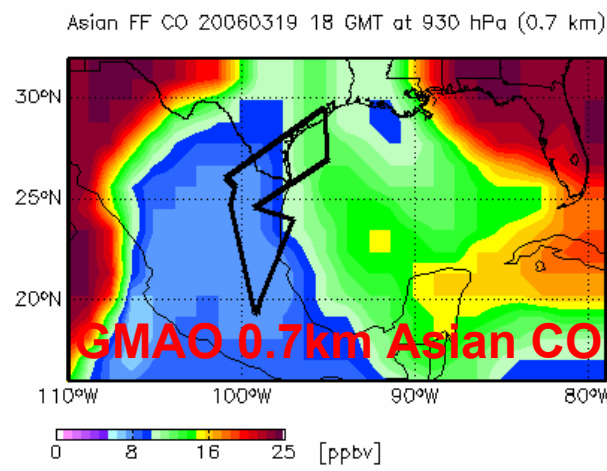 Asian FF CO 20060319 18 GMT at 930 hPa (0.7 km)
30°N
25°N
20°N
GMAO 0.7km Asian CO
110°W 100°W 90°W 80°W
0 8 16 25 [ppbv]